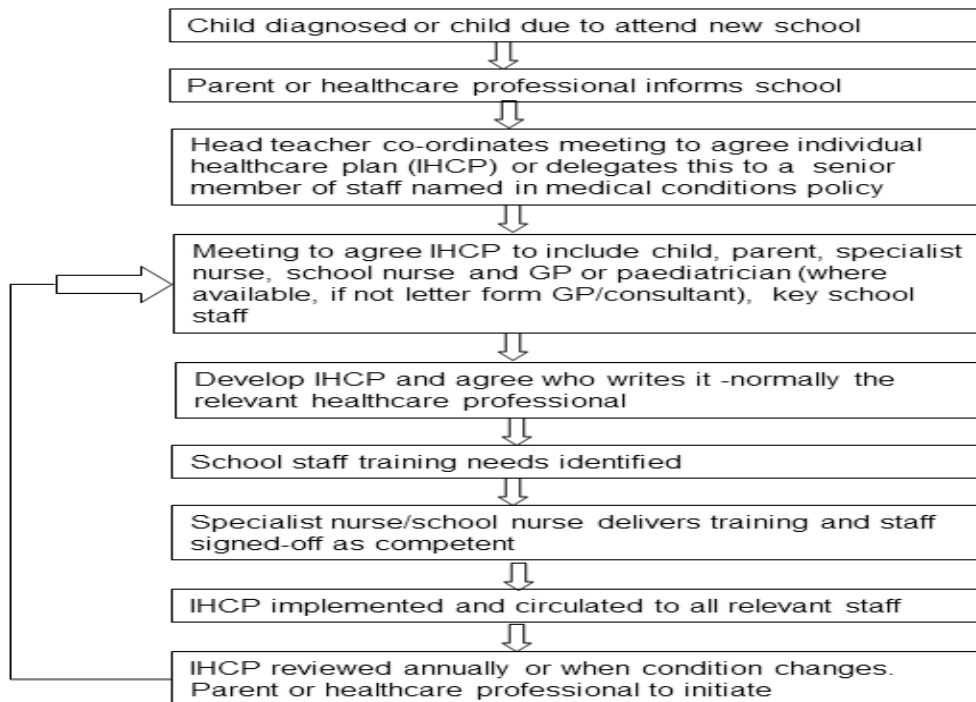 Child diagnosed or child due to attend new school
Parent or healthcare professional informs school
Head teacher co-ordinates meeting to agree individual
healthcare plan (IHCP) or delegates this to a senior
member of staff named in medical conditions policy
Meeting to agree IHCP to include child, parent, specialist
nurse, school nurse and GP or paediatrician (where
available, if not letter form GP/consultant), key school
staff
Develop IHCP and agree who writes it -normally the
relevant healthcare professional
School staff training needs identified
Specialist nurse/school nurse delivers training and staff
signed-off as competent
IHCP implemented and circulated to all relevant staff
IHCP reviewed annually or when condition changes.
Parent or healthcare professional to initiate